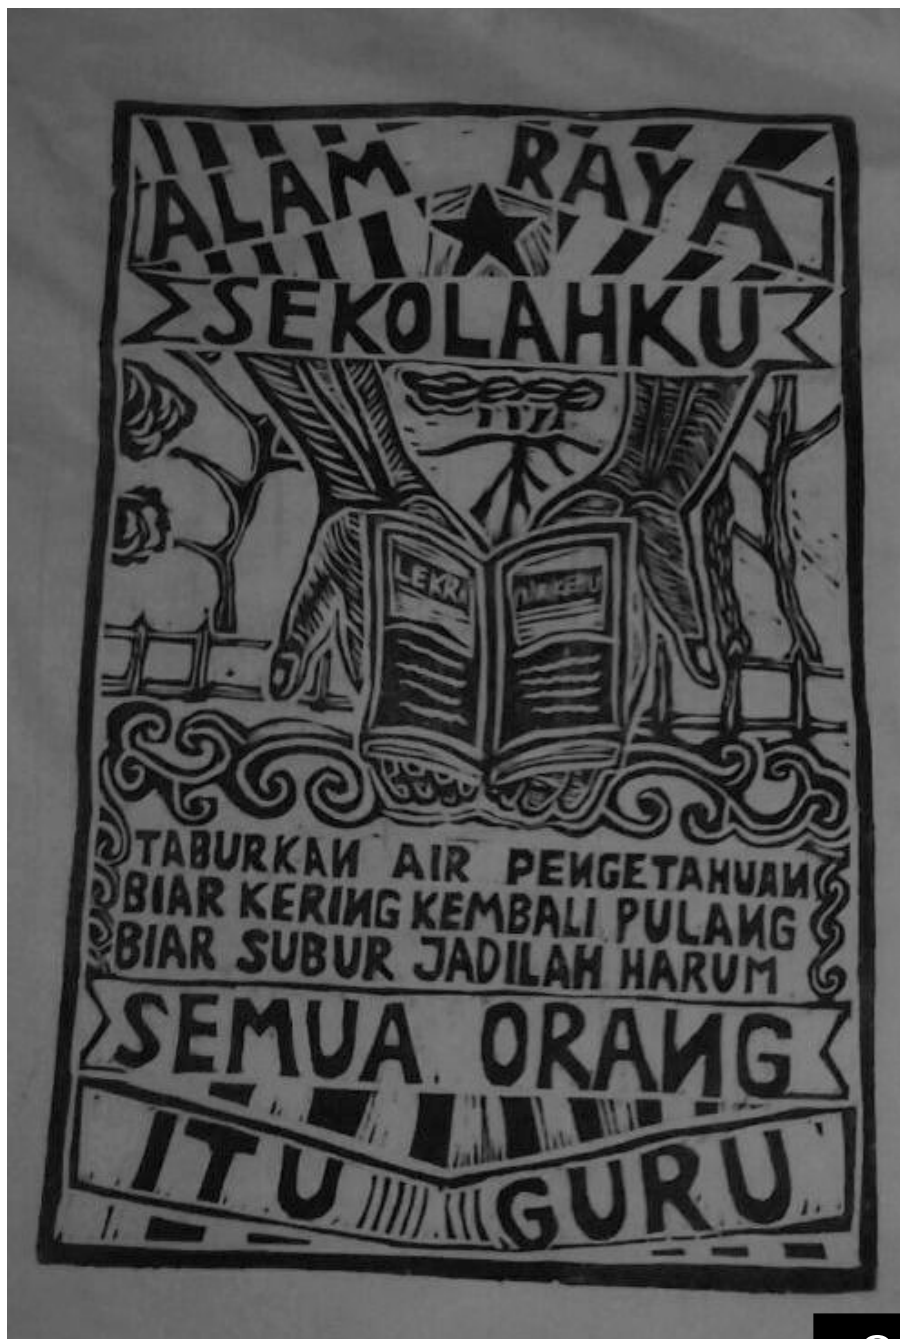 ALAM RAYA
SEKOLAHKU
LEKRA
TABURKAN AIR PENGETAHUAN
BIAR KERING KEMBALI PULANG
BIAR SUBUR JADILAH HARUM
SEMUA ORANG
ITU GURU